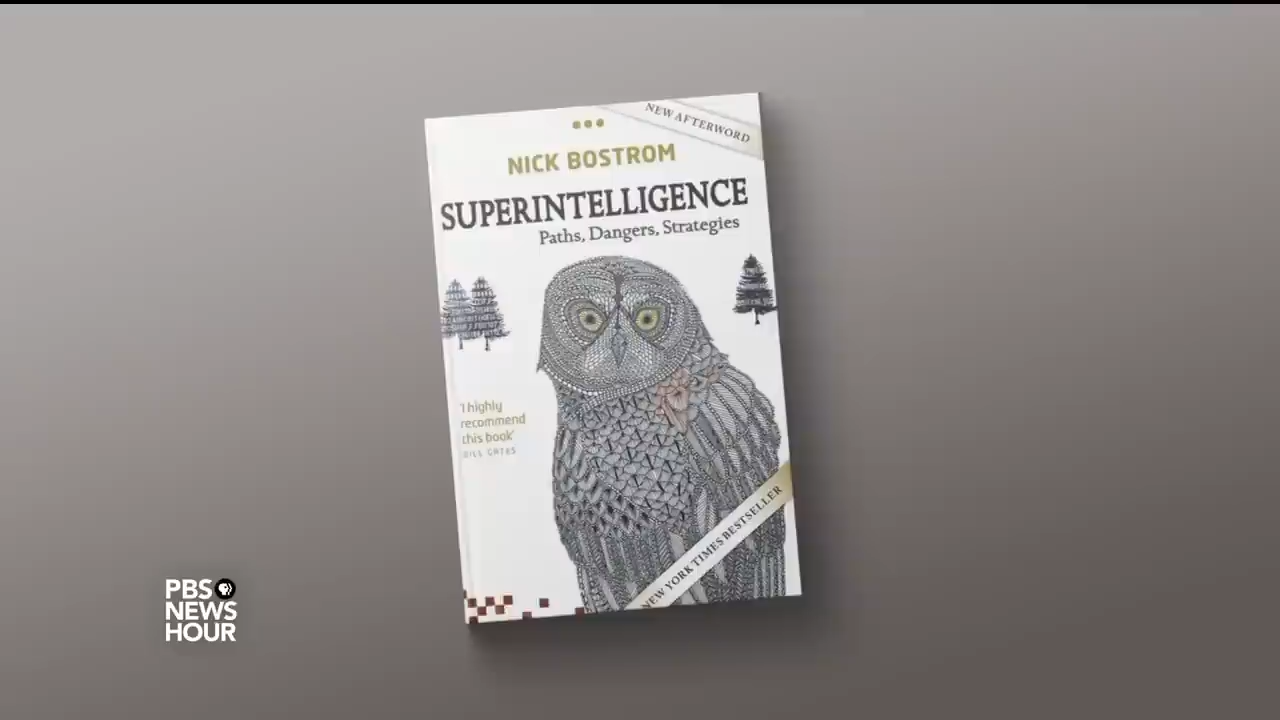 NEW AFTERWORD
NICK BOSTROM
SUPERINTELLIGENCE
Paths, Dangers, Strategies
'I highly
recommend
this book'
BILL GATES
NEW YORK TIMES BESTSELLER
PBS
NEWS
HOUR